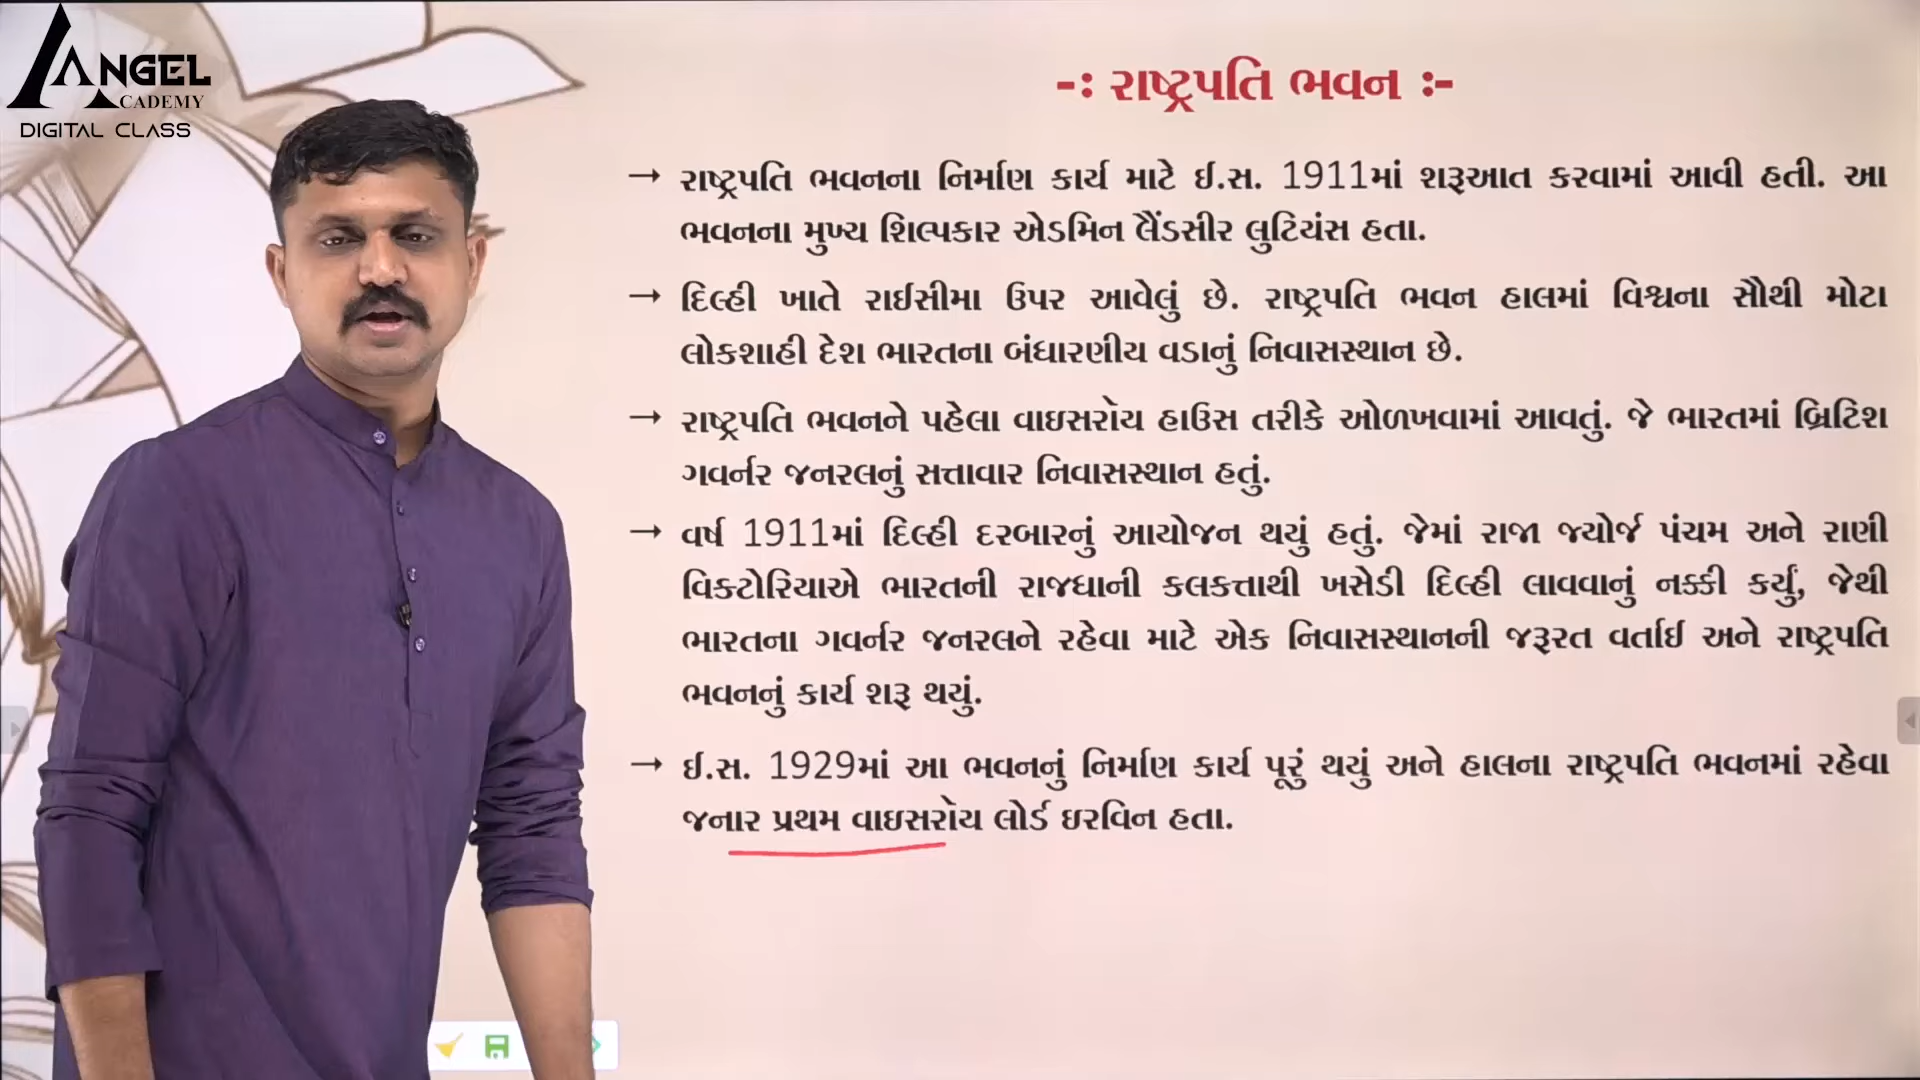 ANGEL
ACADEMY
DIGITAL CLASS
-: રાષ્ટ્રપતિ ભવન :-
→ રાષ્ટ્રપતિ ભવનના નિર્માણ કાર્ય માટે ઈ.સ. 1911માં શરૂઆત કરવામાં આવી હતી. આ
ભવનના મુખ્ય શિલ્પકાર એડમિન લૈંડસીર લુટિયંસ હતા.
→ દિલ્હી ખાતે રાઈસીમા ઉપર આવેલું છે. રાષ્ટ્રપતિ ભવન હાલમાં વિશ્વના સૌથી મોટા
લોકશાહી દેશ ભારતના બંધારણીય વડાનું નિવાસસ્થાન છે.
→ રાષ્ટ્રપતિ ભવનને પહેલા વાઇસરૉય હાઉસ તરીકે ઓળખવામાં આવતું. જે ભારતમાં બ્રિટિશ
ગવર્નર જનરલનું સત્તાવાર નિવાસસ્થાન હતું.
→ વર્ષ 1911માં દિલ્હી દરબારનું આયોજન થયું હતું. જેમાં રાજા જ્યોર્જ પંચમ અને રાણી
વિક્ટોરિયાએ ભારતની રાજધાની કલકત્તાથી ખસેડી દિલ્હી લાવવાનું નક્કી કર્યું, જેથી
ભારતના ગવર્નર જનરલને રહેવા માટે એક નિવાસસ્થાનની જરૂરત વર્તાઈ અને રાષ્ટ્રપતિ
ભવનનું કાર્ય શરૂ થયું.
→ ઈ.સ. 1929માં આ ભવનનું નિર્માણ કાર્ય પૂરું થયું અને હાલના રાષ્ટ્રપતિ ભવનમાં રહેવા
જનાર પ્રથમ વાઇસરૉય લોર્ડ ઇરવિન હતા.